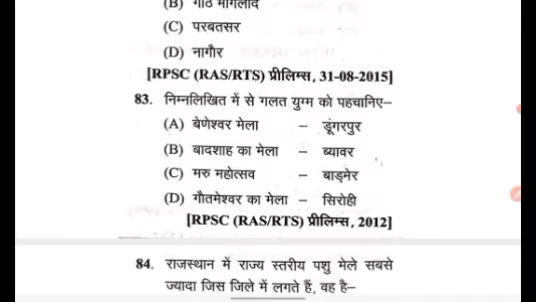 (B) गोठ मांगलोद
(C) परबतसर
(D) नागौर
[RPSC (RAS/RTS) प्रीलिम्स, 31-08-2015]
83. निम्नलिखित में से गलत युग्म को पहचानिए–
(A) बेणेश्वर मेला – डूंगरपुर
(B) बादशाह का मेला – ब्यावर
(C) मरु महोत्सव – बाड़मेर
(D) गौतमेश्वर का मेला – सिरोही
[RPSC (RAS/RTS) प्रीलिम्स, 2012]
84. राजस्थान में राज्य स्तरीय पशु मेले सबसे
ज्यादा जिस जिले में लगते हैं, वह है–